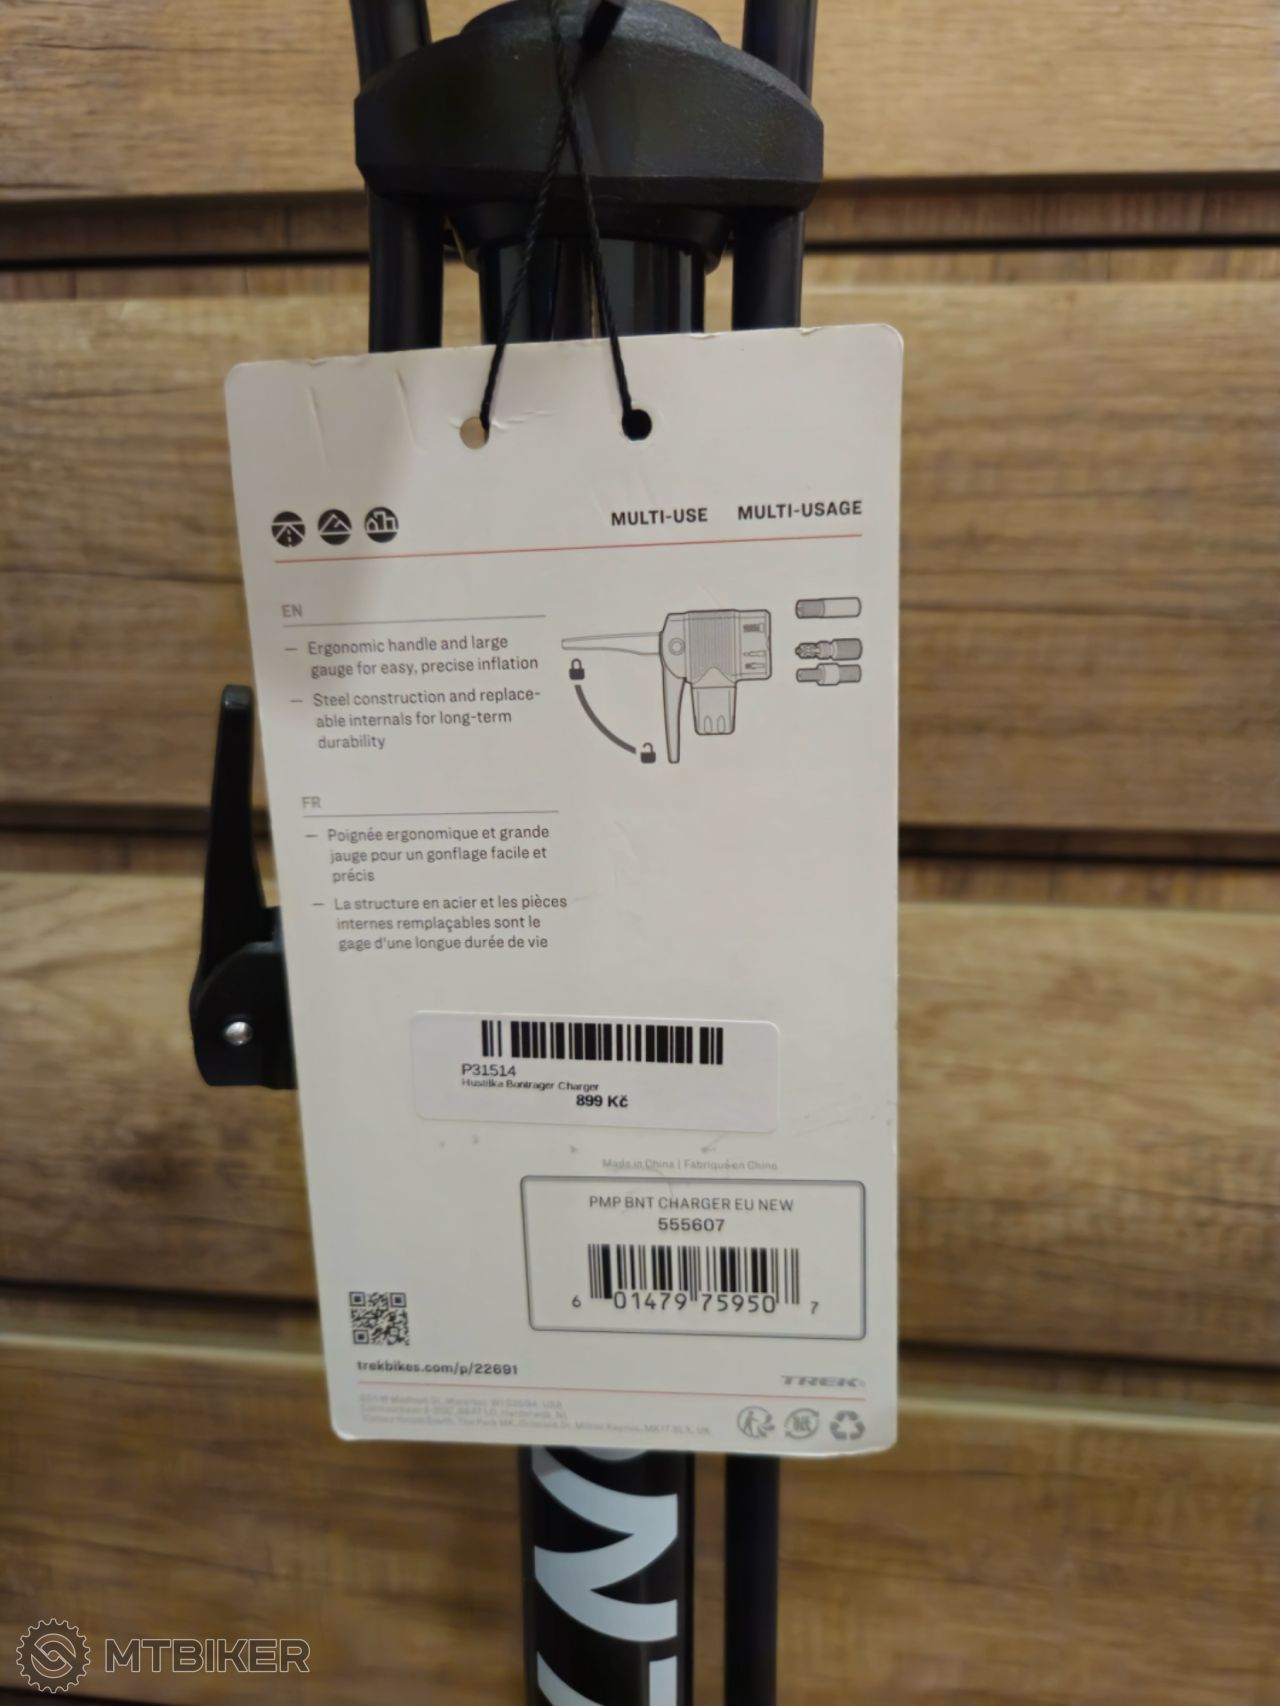 MULTI-USE MULTI-USAGE
EN
— Ergonomic handle and large
gauge for easy, precise inflation
— Steel construction and replace-
able internals for long-term
durability
FR
— Poignée ergonomique et grande
jauge pour un gonflage facile et
précis
— La structure en acier et les pièces
internes remplaçables sont le
gage d'une longue durée de vie
P31514
Hustilka Bontrager Charger
899 Kč
Made in China | Fabriqué en Chine
PMP BNT CHARGER EU NEW
555607
6 01479 75950 7
trekbikes.com/p/22691
TREK
MTBIKER